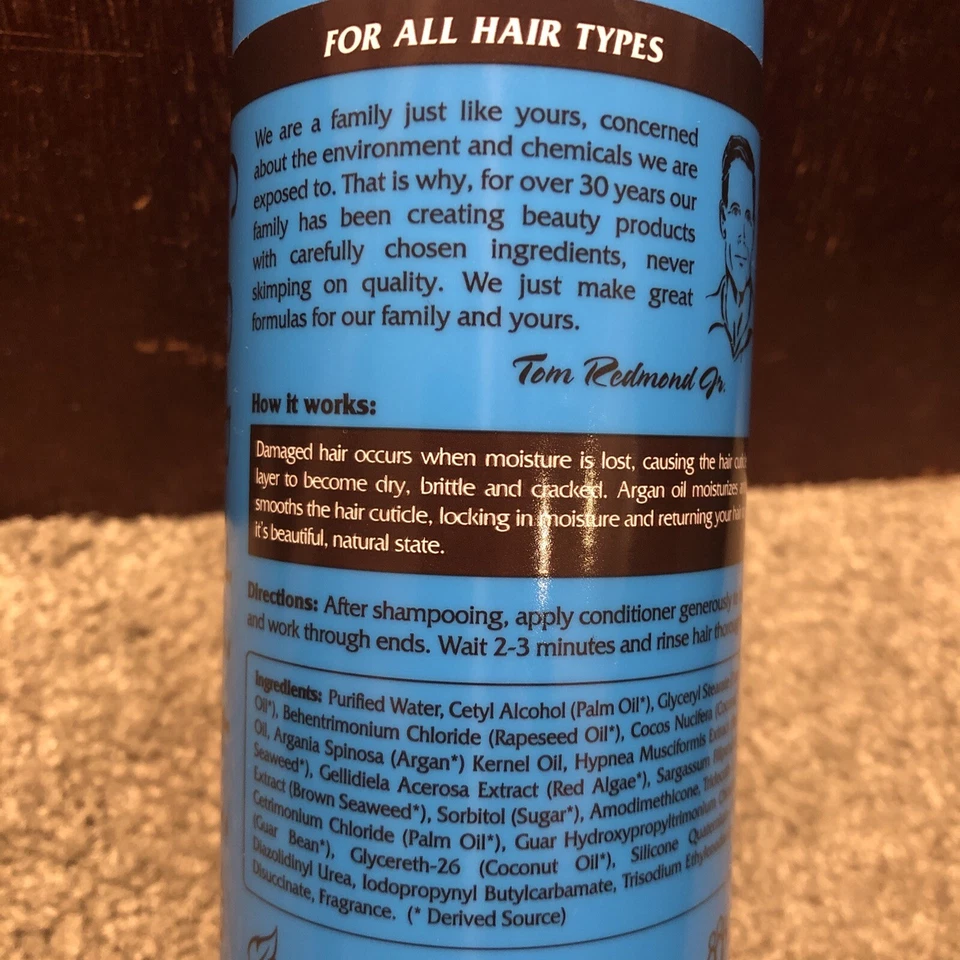 FOR ALL HAIR TYPES
We are a family just like yours, concerned
about the environment and chemicals we are
exposed to. That is why, for over 30 years our
family has been creating beauty products
with carefully chosen ingredients, never
skimping on quality. We just make great
formulas for our family and yours.
Tom Redmond Jr.
How it works:
Damaged hair occurs when moisture is lost, causing the hair
layer to become dry, brittle and cracked. Argan oil moisturizes
smooths the hair cuticle, locking in moisture and returning your hair
it's beautiful, natural state.
Directions: After shampooing, apply conditioner generously
and work through ends. Wait 2-3 minutes and rinse hair
Ingredients: Purified Water, Cetyl Alcohol (Palm Oil*), Glyceryl
Oil*), Behentrimonium Chloride (Rapeseed Oil*), Cocos Nucifera
Oil, Argania Spinosa (Argan*) Kernel Oil, Hypnea Musciformis Extract
Seaweed*), Gellidiela Acerosa Extract (Red Algae*), Sargassum
Extract (Brown Seaweed*), Sorbitol (Sugar*), Amodimethicone,
Cetrimonium Chloride (Palm Oil*), Guar Hydroxypropyltrimonium
(Guar Bean*), Glycereth-26 (Coconut Oil*), Silicone
Diazolidinyl Urea, Iodopropynyl Butylcarbamate, Trisodium
Disuccinate, Fragrance. (* Derived Source)